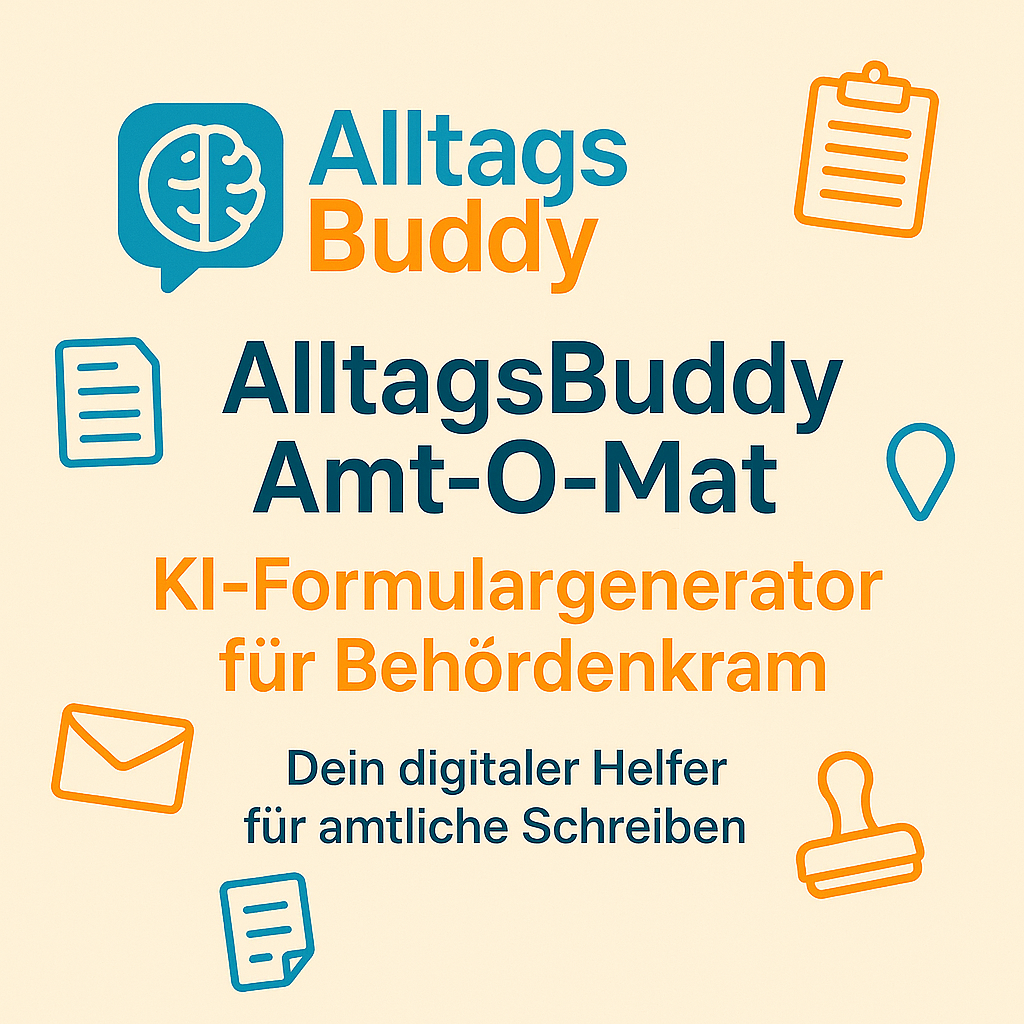 Alltags
Buddy
AlltagsBuddy
Amt-O-Mat
KI-Formulargenerator
für Behördenkram
Dein digitaler Helfer
für amtliche Schreiben